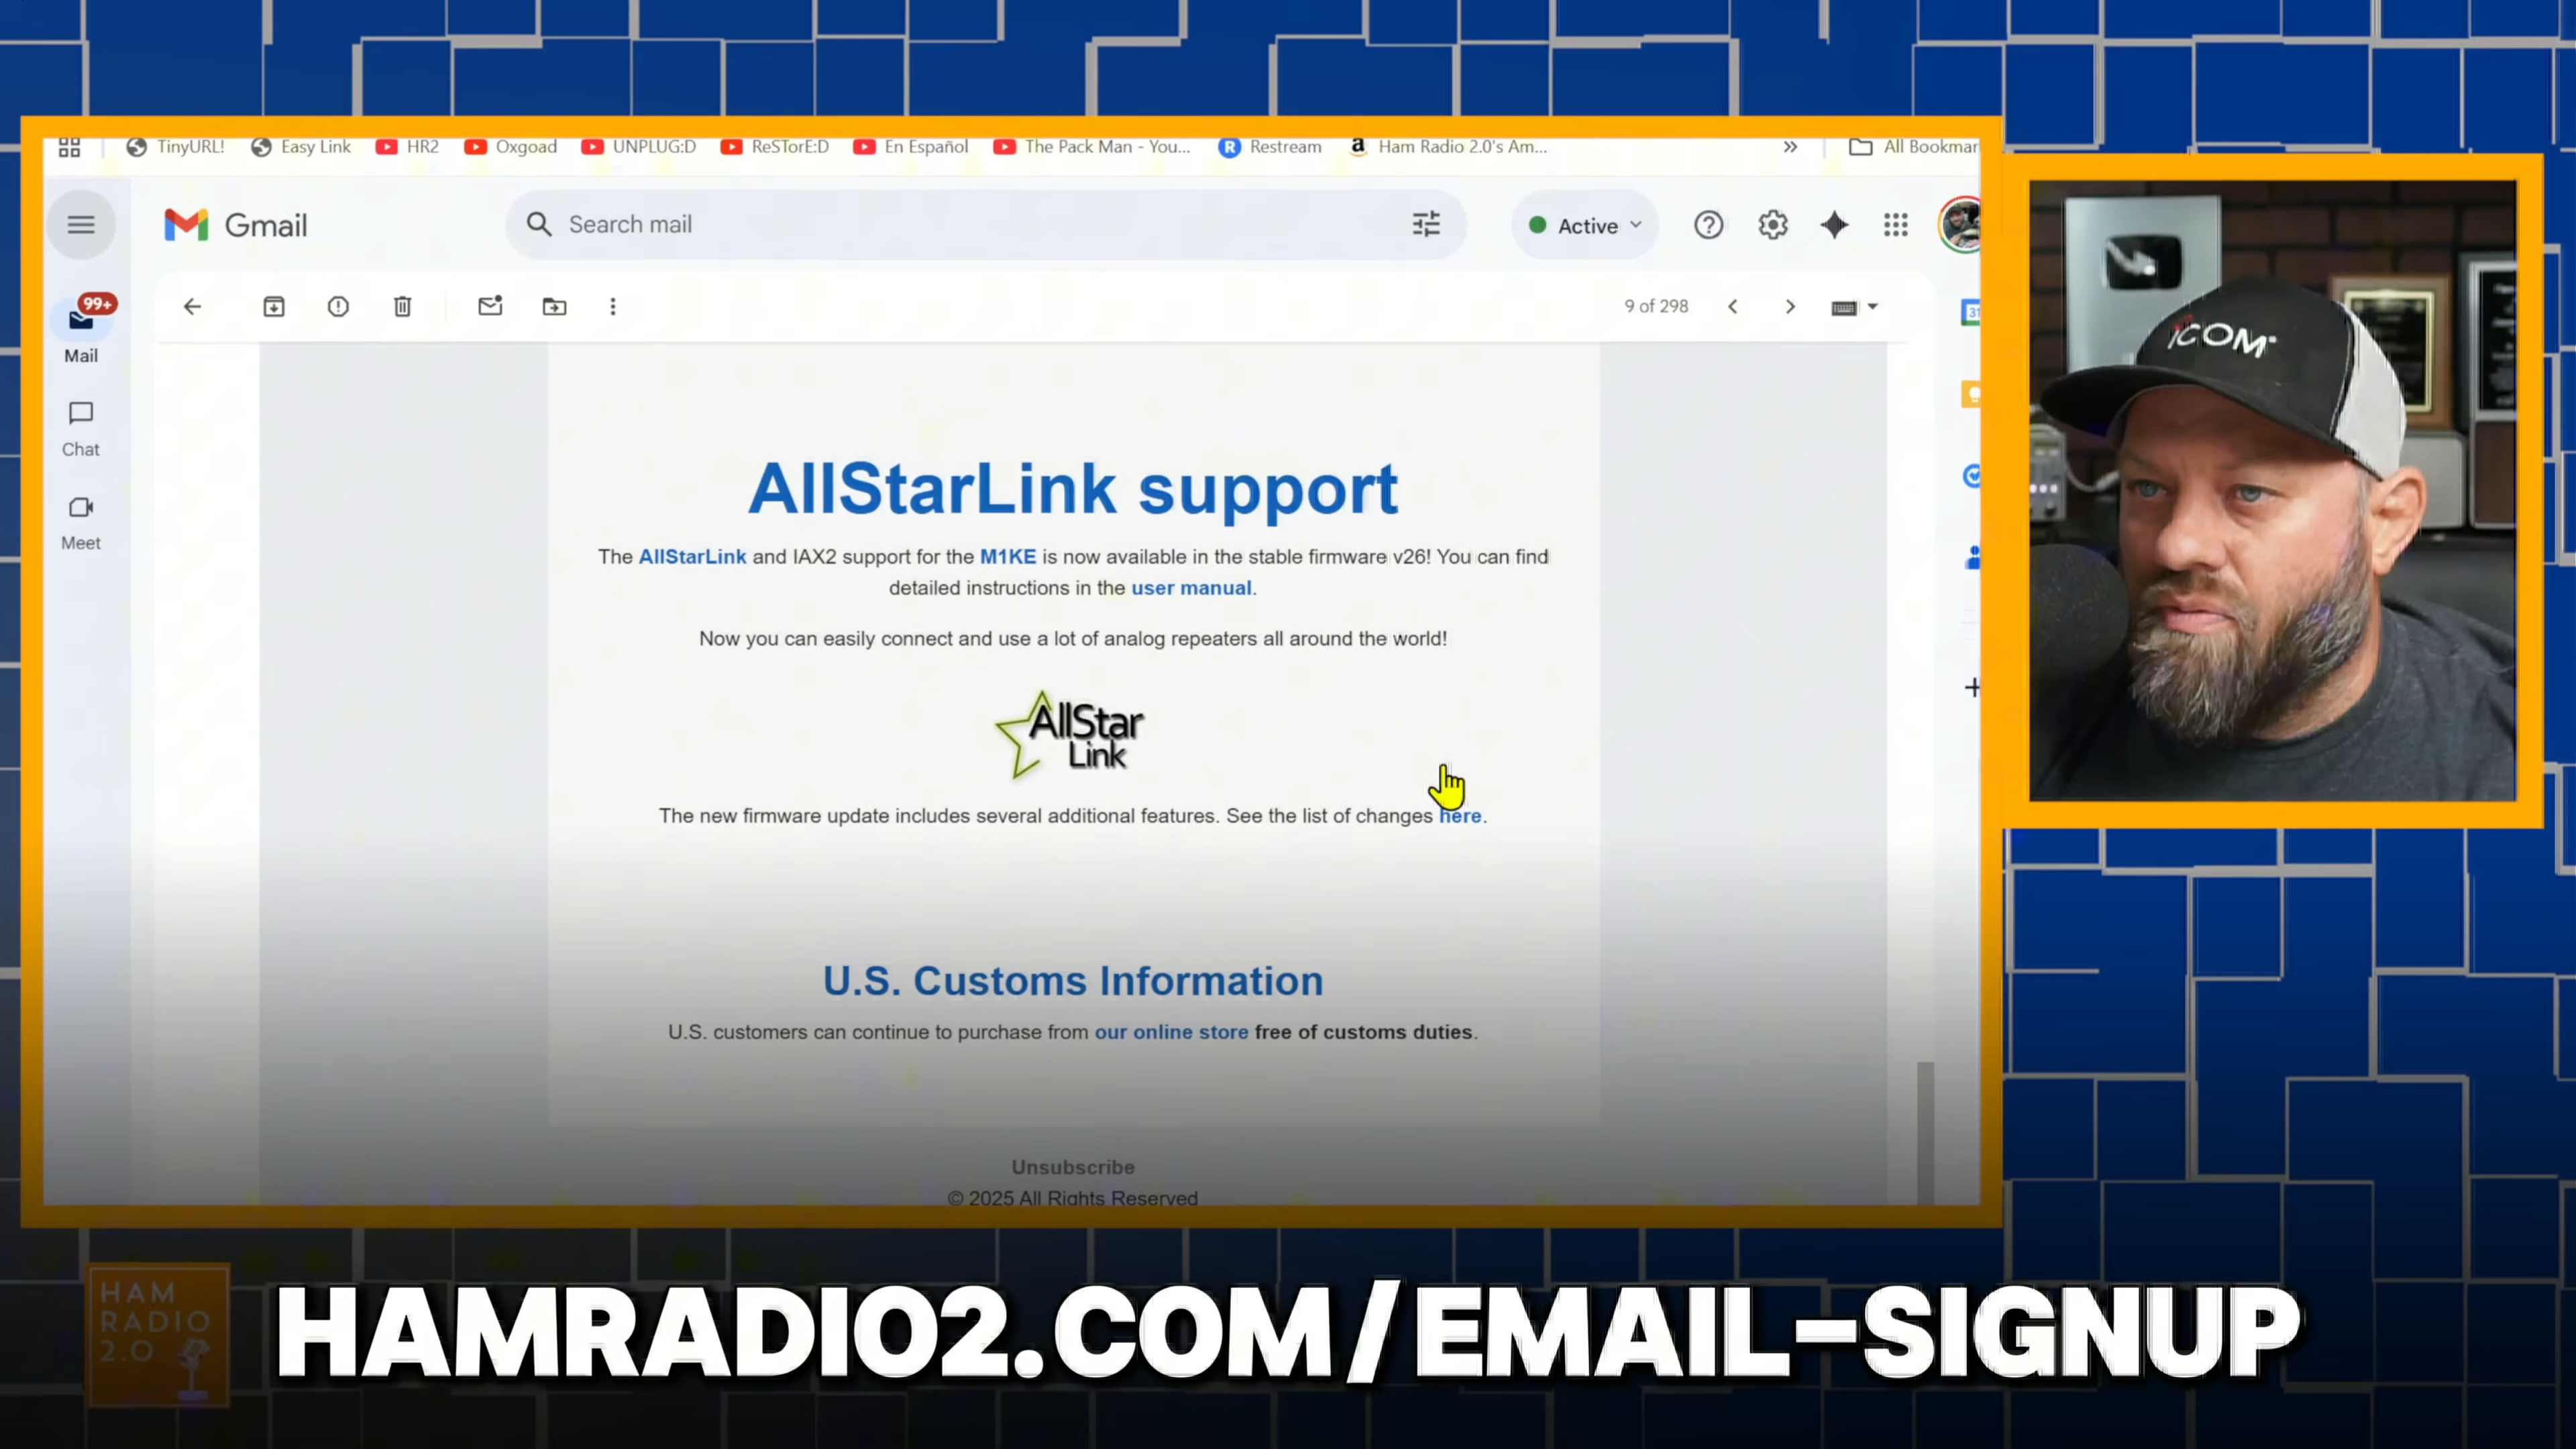 TinyURL! Easy Link HR2 Oxgoad UNPLUG:D ReSTorE:D En Español The Pack Man - You... Restream Ham Radio 2.0's Am... » All Bookmar
Gmail Search mail Active
99+
Mail
9 of 298
Chat
Meet
AllStarLink support
The AllStarLink and IAX2 support for the M1KE is now available in the stable firmware v26! You can find
detailed instructions in the user manual.
Now you can easily connect and use a lot of analog repeaters all around the world!
AllStar
Link
The new firmware update includes several additional features. See the list of changes here.
U.S. Customs Information
U.S. customers can continue to purchase from our online store free of customs duties.
Unsubscribe
© 2025 All Rights Reserved
31
ICOM
HAM
RADIO
2.0
HAMRADIO2.COM/EMAIL-SIGNUP